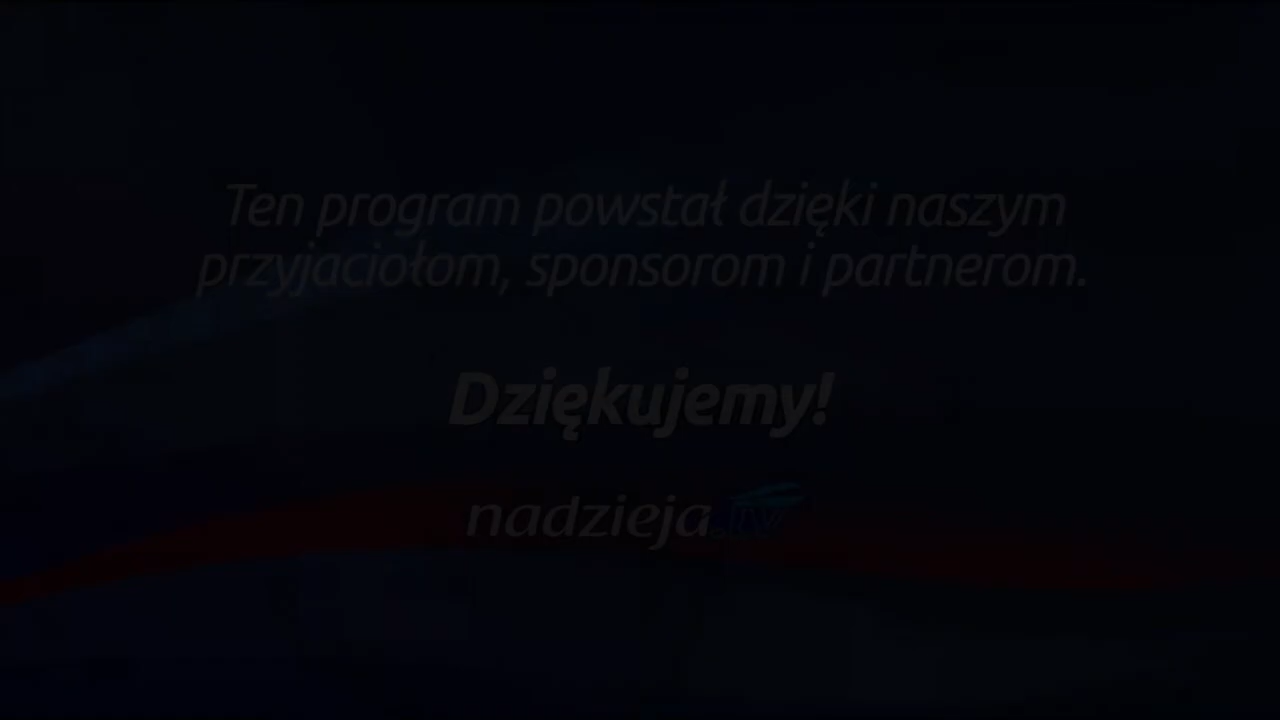 Ten program powstał dzięki naszym
przyjaciołom, sponsorom i partnerom.
Dziękujemy!
nadzieja.tv